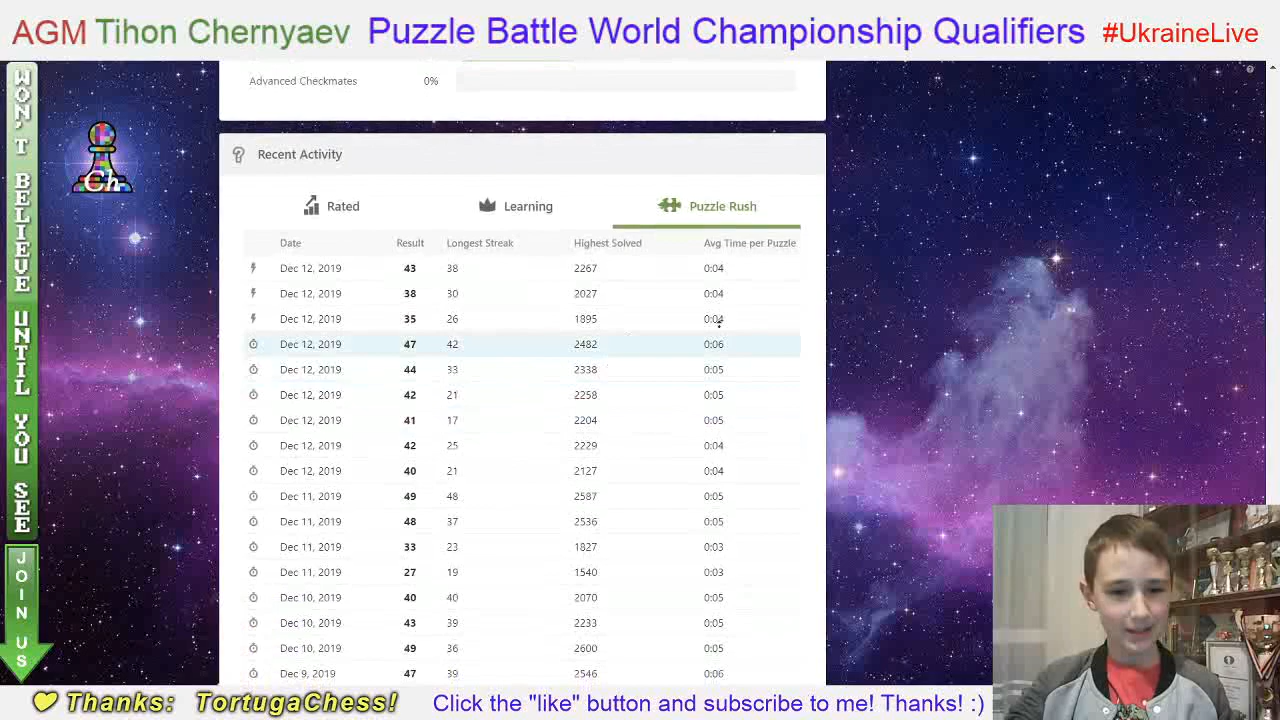 AGM Tihon Chernyaev Puzzle Battle World Championship Qualifiers #UkraineLive
WON'T BELIEVE UNTIL YOU SEE
JOIN US
Ch
Advanced Checkmates 0%
Recent Activity
Rated Learning Puzzle Rush
Date Result Longest Streak Highest Solved Avg Time per Puzzle
Dec 12, 2019 43 38 2267 0:04
Dec 12, 2019 38 30 2027 0:04
Dec 12, 2019 35 26 1895 0:04
Dec 12, 2019 47 42 2482 0:06
Dec 12, 2019 44 33 2338 0:05
Dec 12, 2019 42 21 2258 0:05
Dec 12, 2019 41 17 2204 0:05
Dec 12, 2019 42 25 2229 0:04
Dec 12, 2019 40 21 2127 0:04
Dec 11, 2019 49 48 2587 0:05
Dec 11, 2019 48 37 2536 0:05
Dec 11, 2019 33 23 1827 0:03
Dec 11, 2019 27 19 1540 0:03
Dec 10, 2019 40 40 2070 0:05
Dec 10, 2019 43 39 2233 0:05
Dec 10, 2019 49 36 2600 0:05
Dec 9, 2019 47 39 2546 0:06
Thanks: TortugaChess! Click the "like" button and subscribe to me! Thanks! :)